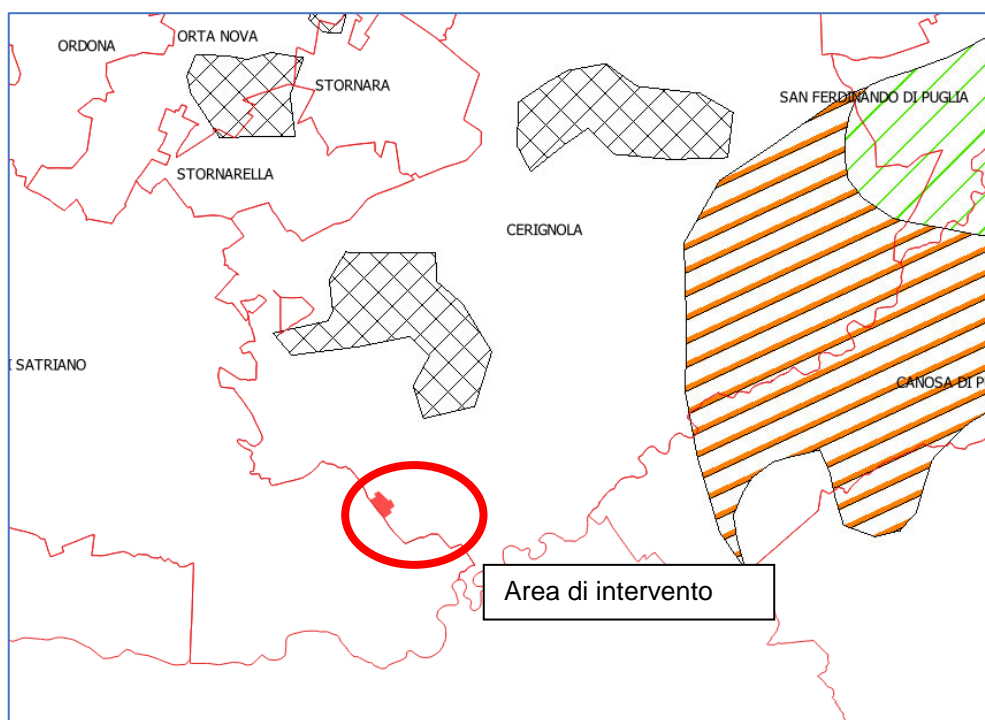 ORTA NOVA
ORDONA
STORNARA
SAN FERDINANDO DI PUGLIA
STORNARELLA
CERIGNOLA
I SATRIANO
CANOSA DI P
Area di intervento